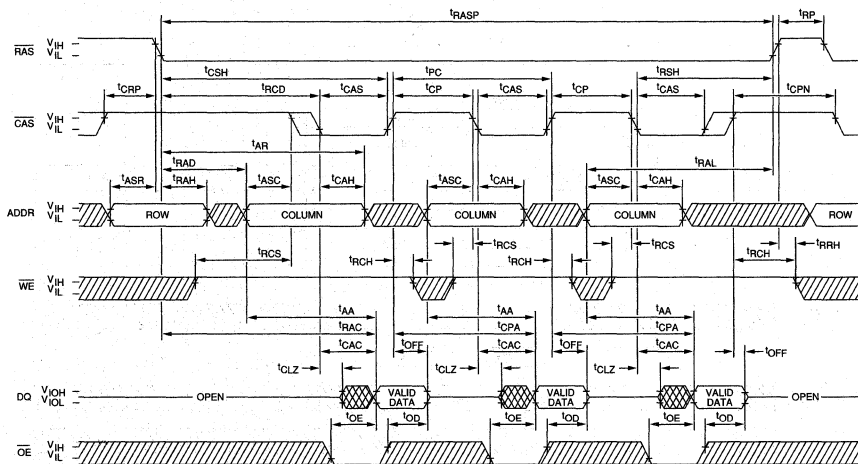 tRASP tRP
RAS VIH
VIL
tCSH tPC tRSH
tCRP tRCD tCAS tCP tCAS tCP tCAS tCPN
CAS VIH
VIL
tAR
tRAD tRAL
tASR tRAH tASC tCAH tASC tCAH tASC tCAH
ADDR VIH
VIL
ROW COLUMN COLUMN COLUMN ROW
tRCS tRCH tRCS tRCH tRCS tRCH tRRH
WE VIH
VIL
tAA tAA tAA
tRAC tCPA tCPA
tCAC tOFF tCAC tOFF tCAC tOFF
tCLZ tCLZ tCLZ
DQ VIOH
VIOL
OPEN VALID DATA VALID DATA VALID DATA OPEN
tOE tOD tOE tOD tOE tOD
OE VIH
VIL